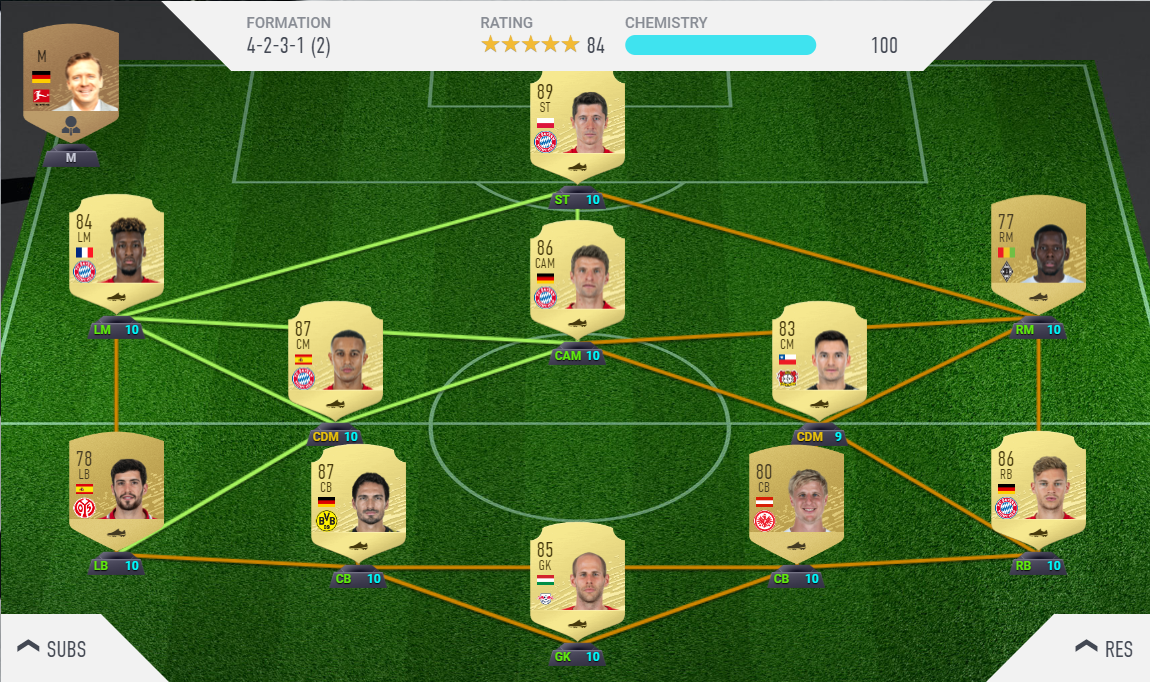 FORMATION
4-2-3-1 (2)
RATING
84
CHEMISTRY
100
M
M
89
ST
ST 10
84
LM
LM 10
86
CAM
CAM 10
77
RM
RM 10
87
CM
CDM 10
83
CM
CDM 9
78
LB
LB 10
87
CB
BVB
09
CB 10
80
CB
CB 10
86
RB
RB 10
85
GK
GK 10
SUBS
RES